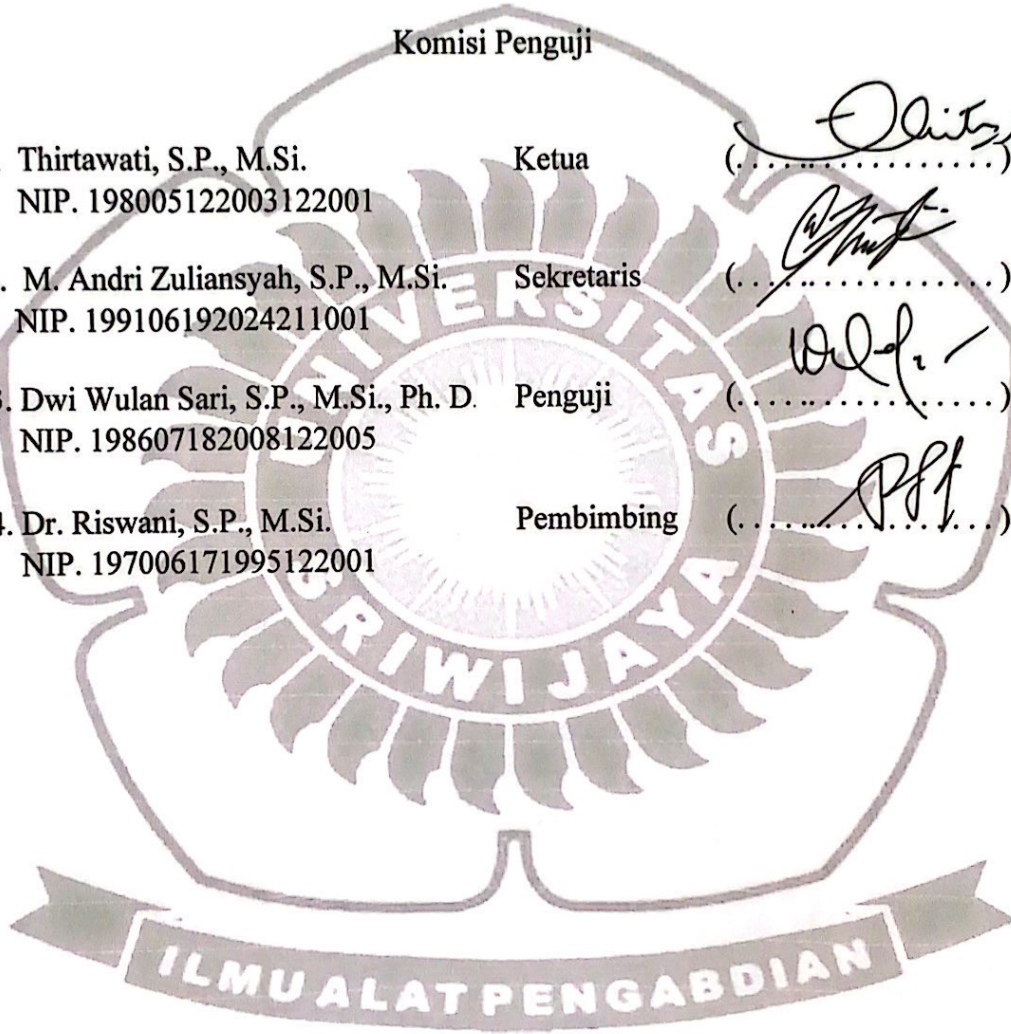 Komisi Penguji
Thirtawati, S.P., M.Si. Ketua (....................)
NIP. 198005122003122001
. M. Andri Zuliansyah, S.P., M.Si. Sekretaris (....................)
NIP. 199106192024211001
3. Dwi Wulan Sari, S.P., M.Si., Ph. D. Penguji (....................)
NIP. 198607182008122005
4. Dr. Riswani, S.P., M.Si. Pembimbing (....................)
NIP. 197006171995122001
UNIVERSITAS
SRIWIJAYA
ILMU ALAT PENGABDIAN